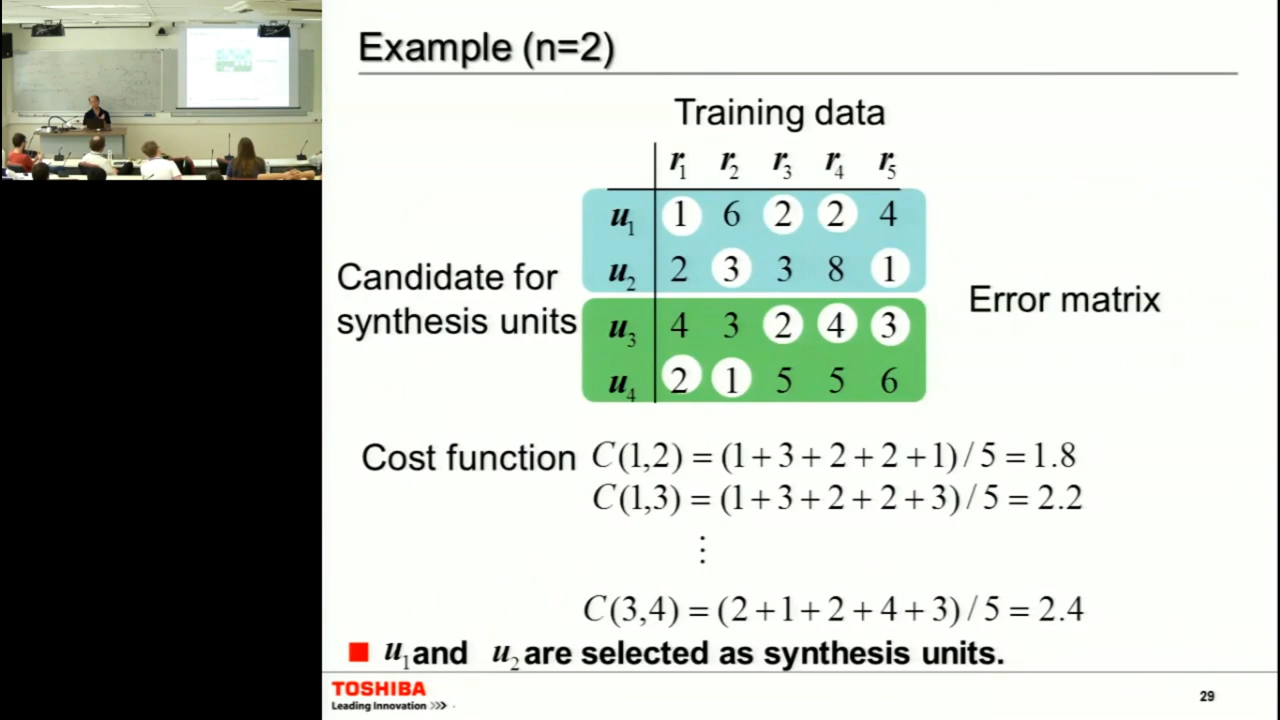 Example (n=2)
Training data
r1 r2 r3 r4 r5
u1 1 6 2 2 4
u2 2 3 3 8 1
u3 4 3 2 4 3
u4 2 1 5 5 6
Candidate for
synthesis units
Error matrix
Cost function C(1,2) = (1+3+2+2+1)/5 = 1.8
C(1,3) = (1+3+2+2+3)/5 = 2.2
⋮
C(3,4) = (2+1+2+4+3)/5 = 2.4
■ u1 and u2 are selected as synthesis units.
TOSHIBA
Leading Innovation >>>
29